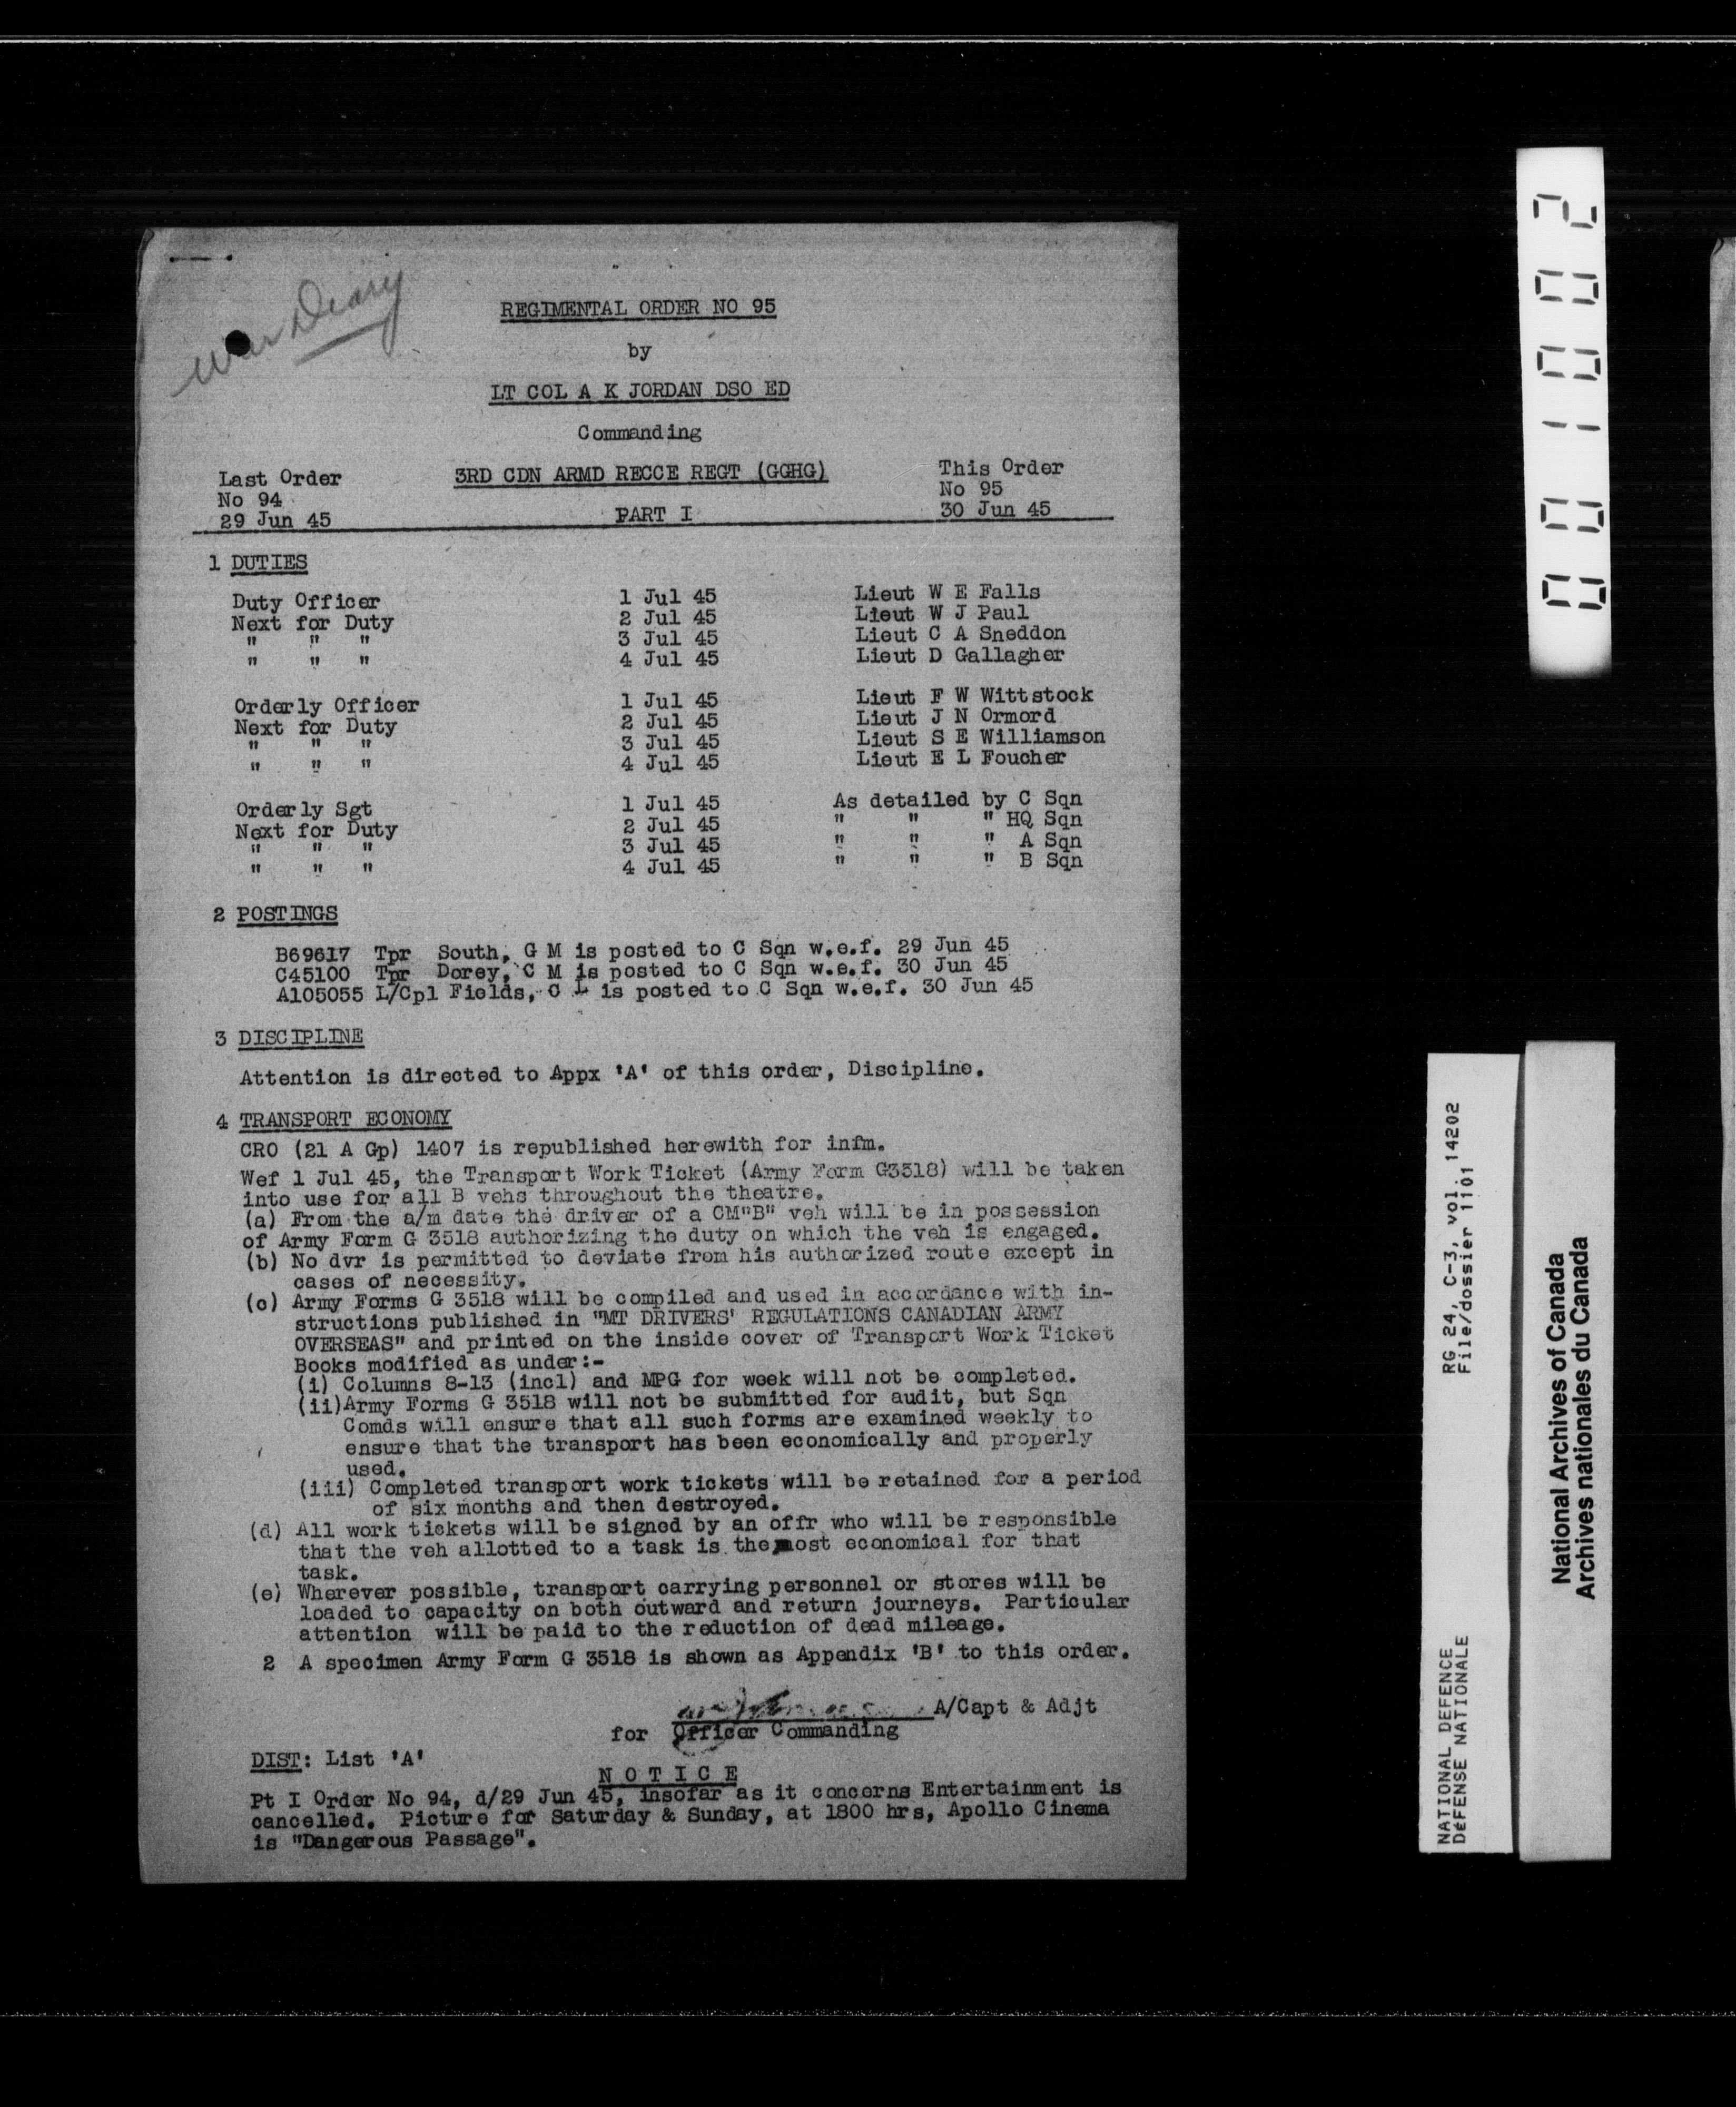 War Diary
REGIMENTAL ORDER NO 95
by
LT COL A K JORDAN DSO ED
Commanding
Last Order 3RD CDN ARMD RECCE REGT (GGHG) This Order
No 94 No 95
29 Jun 45 PART I 30 Jun 45
1 DUTIES
Duty Officer 1 Jul 45 Lieut W E Falls
Next for Duty 2 Jul 45 Lieut W J Paul
" " " 3 Jul 45 Lieut C A Sneddon
" " " 4 Jul 45 Lieut D Gallagher
Orderly Officer 1 Jul 45 Lieut F W Wittstock
Next for Duty 2 Jul 45 Lieut J N Ormord
" " " 3 Jul 45 Lieut S E Williamson
" " " 4 Jul 45 Lieut E L Foucher
Orderly Sgt 1 Jul 45 As detailed by C Sqn
Next for Duty 2 Jul 45 " " " HQ Sqn
" " " 3 Jul 45 " " " A Sqn
" " " 4 Jul 45 " " " B Sqn
2 POSTINGS
B69617 Tpr South, G M is posted to C Sqn w.e.f. 29 Jun 45
C45100 Tpr Dorey, C M is posted to C Sqn w.e.f. 30 Jun 45
A105055 L/Cpl Fields, C L is posted to C Sqn w.e.f. 30 Jun 45
3 DISCIPLINE
Attention is directed to Appx 'A' of this order, Discipline.
4 TRANSPORT ECONOMY
CRO (21 A Gp) 1407 is republished herewith for infm.
Wef 1 Jul 45, the Transport Work Ticket (Army Form G3518) will be taken
into use for all B vehs throughout the theatre.
(a) From the a/m date the driver of a CM"B" veh will be in possession
of Army Form G 3518 authorizing the duty on which the veh is engaged.
(b) No dvr is permitted to deviate from his authorized route except in
cases of necessity.
(c) Army Forms G 3518 will be compiled and used in accordance with in-
structions published in "MT DRIVERS' REGULATIONS CANADIAN ARMY
OVERSEAS" and printed on the inside cover of Transport Work Ticket
Books modified as under:-
(i) Columns 8-13 (incl) and MPG for week will not be completed.
(ii)Army Forms G 3518 will not be submitted for audit, but Sqn
Comds will ensure that all such forms are examined weekly to
ensure that the transport has been economically and properly
used.
(iii) Completed transport work tickets will be retained for a period
of six months and then destroyed.
(d) All work tickets will be signed by an offr who will be responsible
that the veh allotted to a task is the most economical for that
task.
(e) Wherever possible, transport carrying personnel or stores will be
loaded to capacity on both outward and return journeys. Particular
attention will be paid to the reduction of dead mileage.
2 A specimen Army Form G 3518 is shown as Appendix 'B' to this order.
A/Capt & Adjt
for Officer Commanding
DIST: List 'A'
N O T I C E
Pt I Order No 94, d/29 Jun 45, insofar as it concerns Entertainment is
cancelled. Picture for Saturday & Sunday, at 1800 hrs, Apollo Cinema
is "Dangerous Passage".
001002
RG 24, C-3, vol. 14202
File/dossier 1101
NATIONAL DEFENCE
DÉFENSE NATIONALE
National Archives of Canada
Archives nationales du Canada